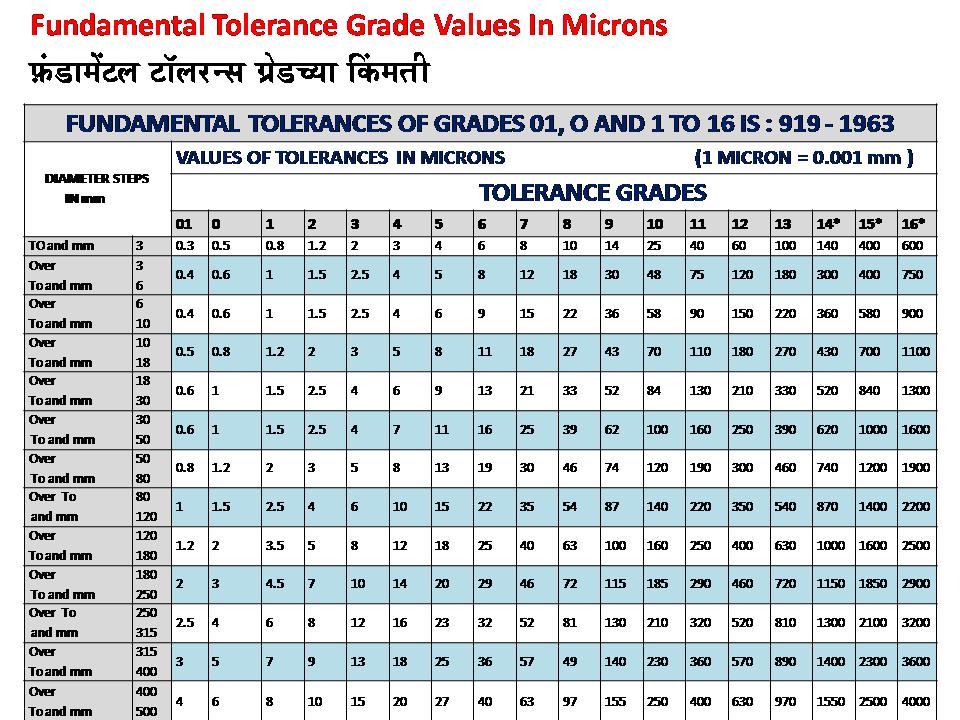 Fundamental Tolerance Grade Values In Microns
फ़ंडामेंटल टॉलरन्स ग्रेडच्या किंमती
FUNDAMENTAL TOLERANCES OF GRADES 01, O AND 1 TO 16 IS : 919 - 1963
DIAMETER STEPS
IN mm
VALUES OF TOLERANCES IN MICRONS (1 MICRON = 0.001 mm )
TOLERANCE GRADES
01 0 1 2 3 4 5 6 7 8 9 10 11 12 13 14* 15* 16*
TO and mm 3 0.3 0.5 0.8 1.2 2 3 4 6 8 10 14 25 40 60 100 140 400 600
Over 3
To and mm 6
0.4 0.6 1 1.5 2.5 4 5 8 12 18 30 48 75 120 180 300 400 750
Over 6
To and mm 10
0.4 0.6 1 1.5 2.5 4 6 9 15 22 36 58 90 150 220 360 580 900
Over 10
To and mm 18
0.5 0.8 1.2 2 3 5 8 11 18 27 43 70 110 180 270 430 700 1100
Over 18
To and mm 30
0.6 1 1.5 2.5 4 6 9 13 21 33 52 84 130 210 330 520 840 1300
Over 30
To and mm 50
0.6 1 1.5 2.5 4 7 11 16 25 39 62 100 160 250 390 620 1000 1600
Over 50
To and mm 80
0.8 1.2 2 3 5 8 13 19 30 46 74 120 190 300 460 740 1200 1900
Over To 80
and mm 120
1 1.5 2.5 4 6 10 15 22 35 54 87 140 220 350 540 870 1400 2200
Over 120
To and mm 180
1.2 2 3.5 5 8 12 18 25 40 63 100 160 250 400 630 1000 1600 2500
Over 180
To and mm 250
2 3 4.5 7 10 14 20 29 46 72 115 185 290 460 720 1150 1850 2900
Over To 250
and mm 315
2.5 4 6 8 12 16 23 32 52 81 130 210 320 520 810 1300 2100 3200
Over 315
To and mm 400
3 5 7 9 13 18 25 36 57 49 140 230 360 570 890 1400 2300 3600
Over 400
To and mm 500
4 6 8 10 15 20 27 40 63 97 155 250 400 630 970 1550 2500 4000